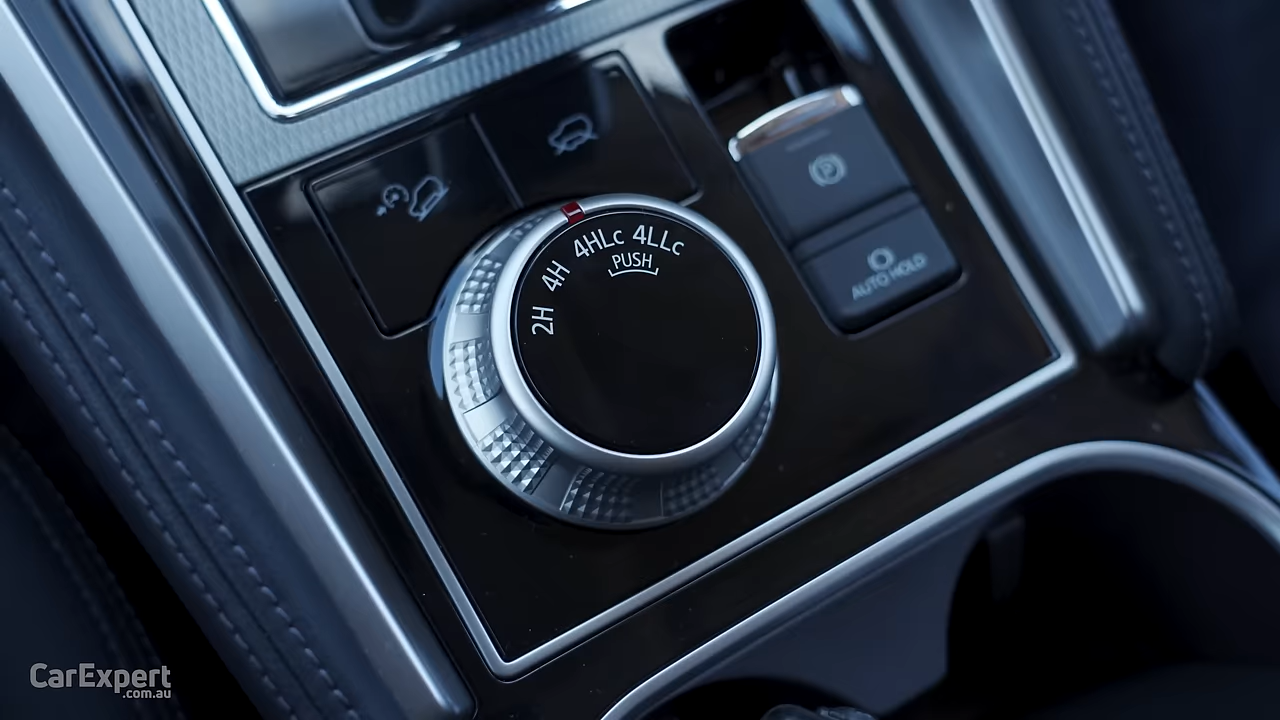 2H 4H 4HLc 4LLc
PUSH
P
AUTO HOLD
CarExpert
.com.au